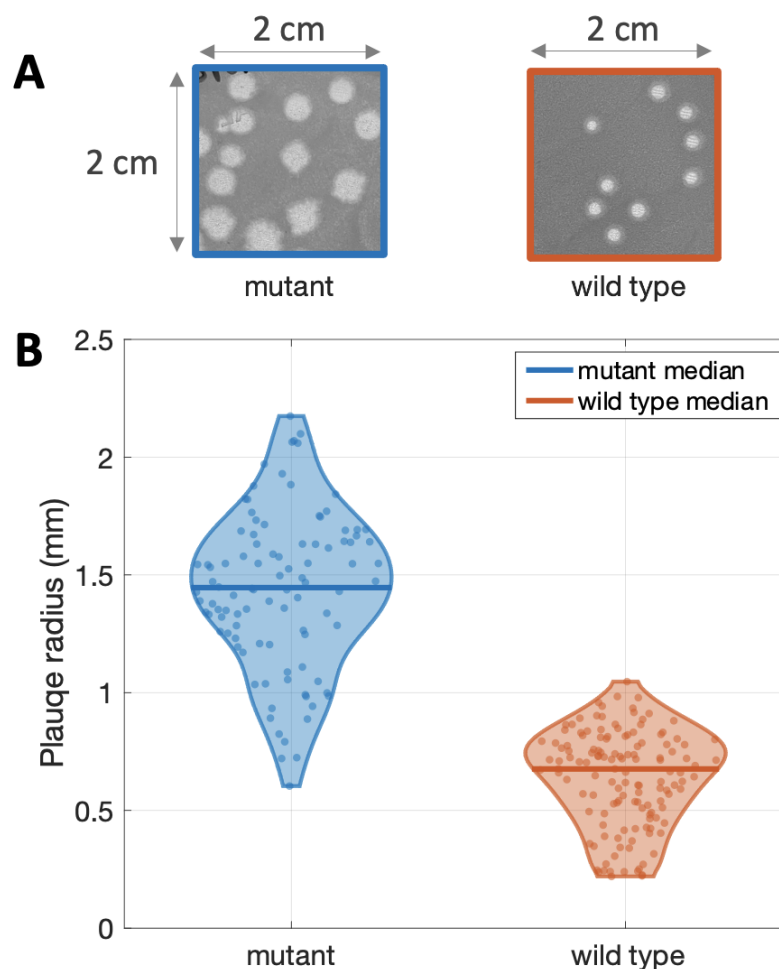 A
2 cm
2 cm
2 cm
mutant
wild type
B
2.5
2
1.5
1
0.5
0
Plauqe radius (mm)
mutant median
wild type median
mutant
wild type